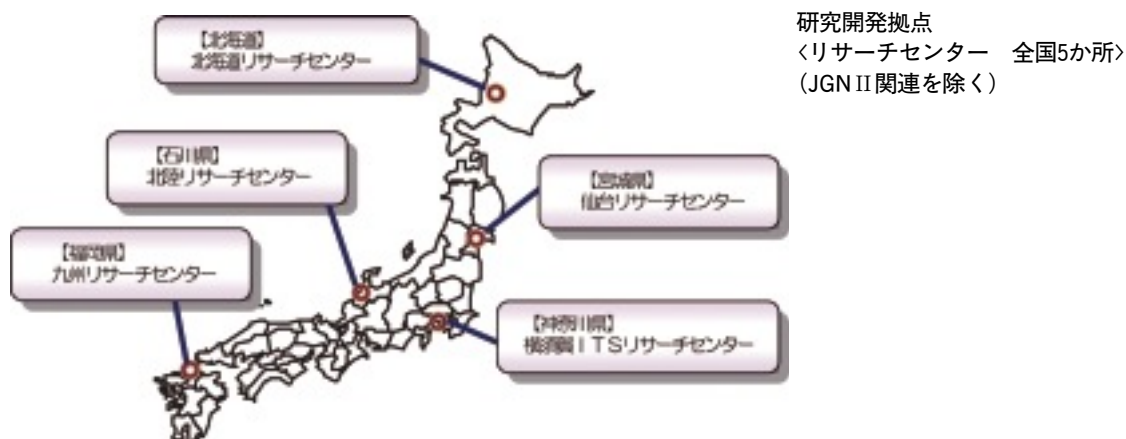 研究開発拠点
〈リサーチセンター　全国5か所〉
（JGNⅡ関連を除く）
【北海道】
北海道リサーチセンター
【石川県】
北陸リサーチセンター
【宮城県】
仙台リサーチセンター
【福岡県】
九州リサーチセンター
【神奈川県】
横須賀ＩＴＳリサーチセンター